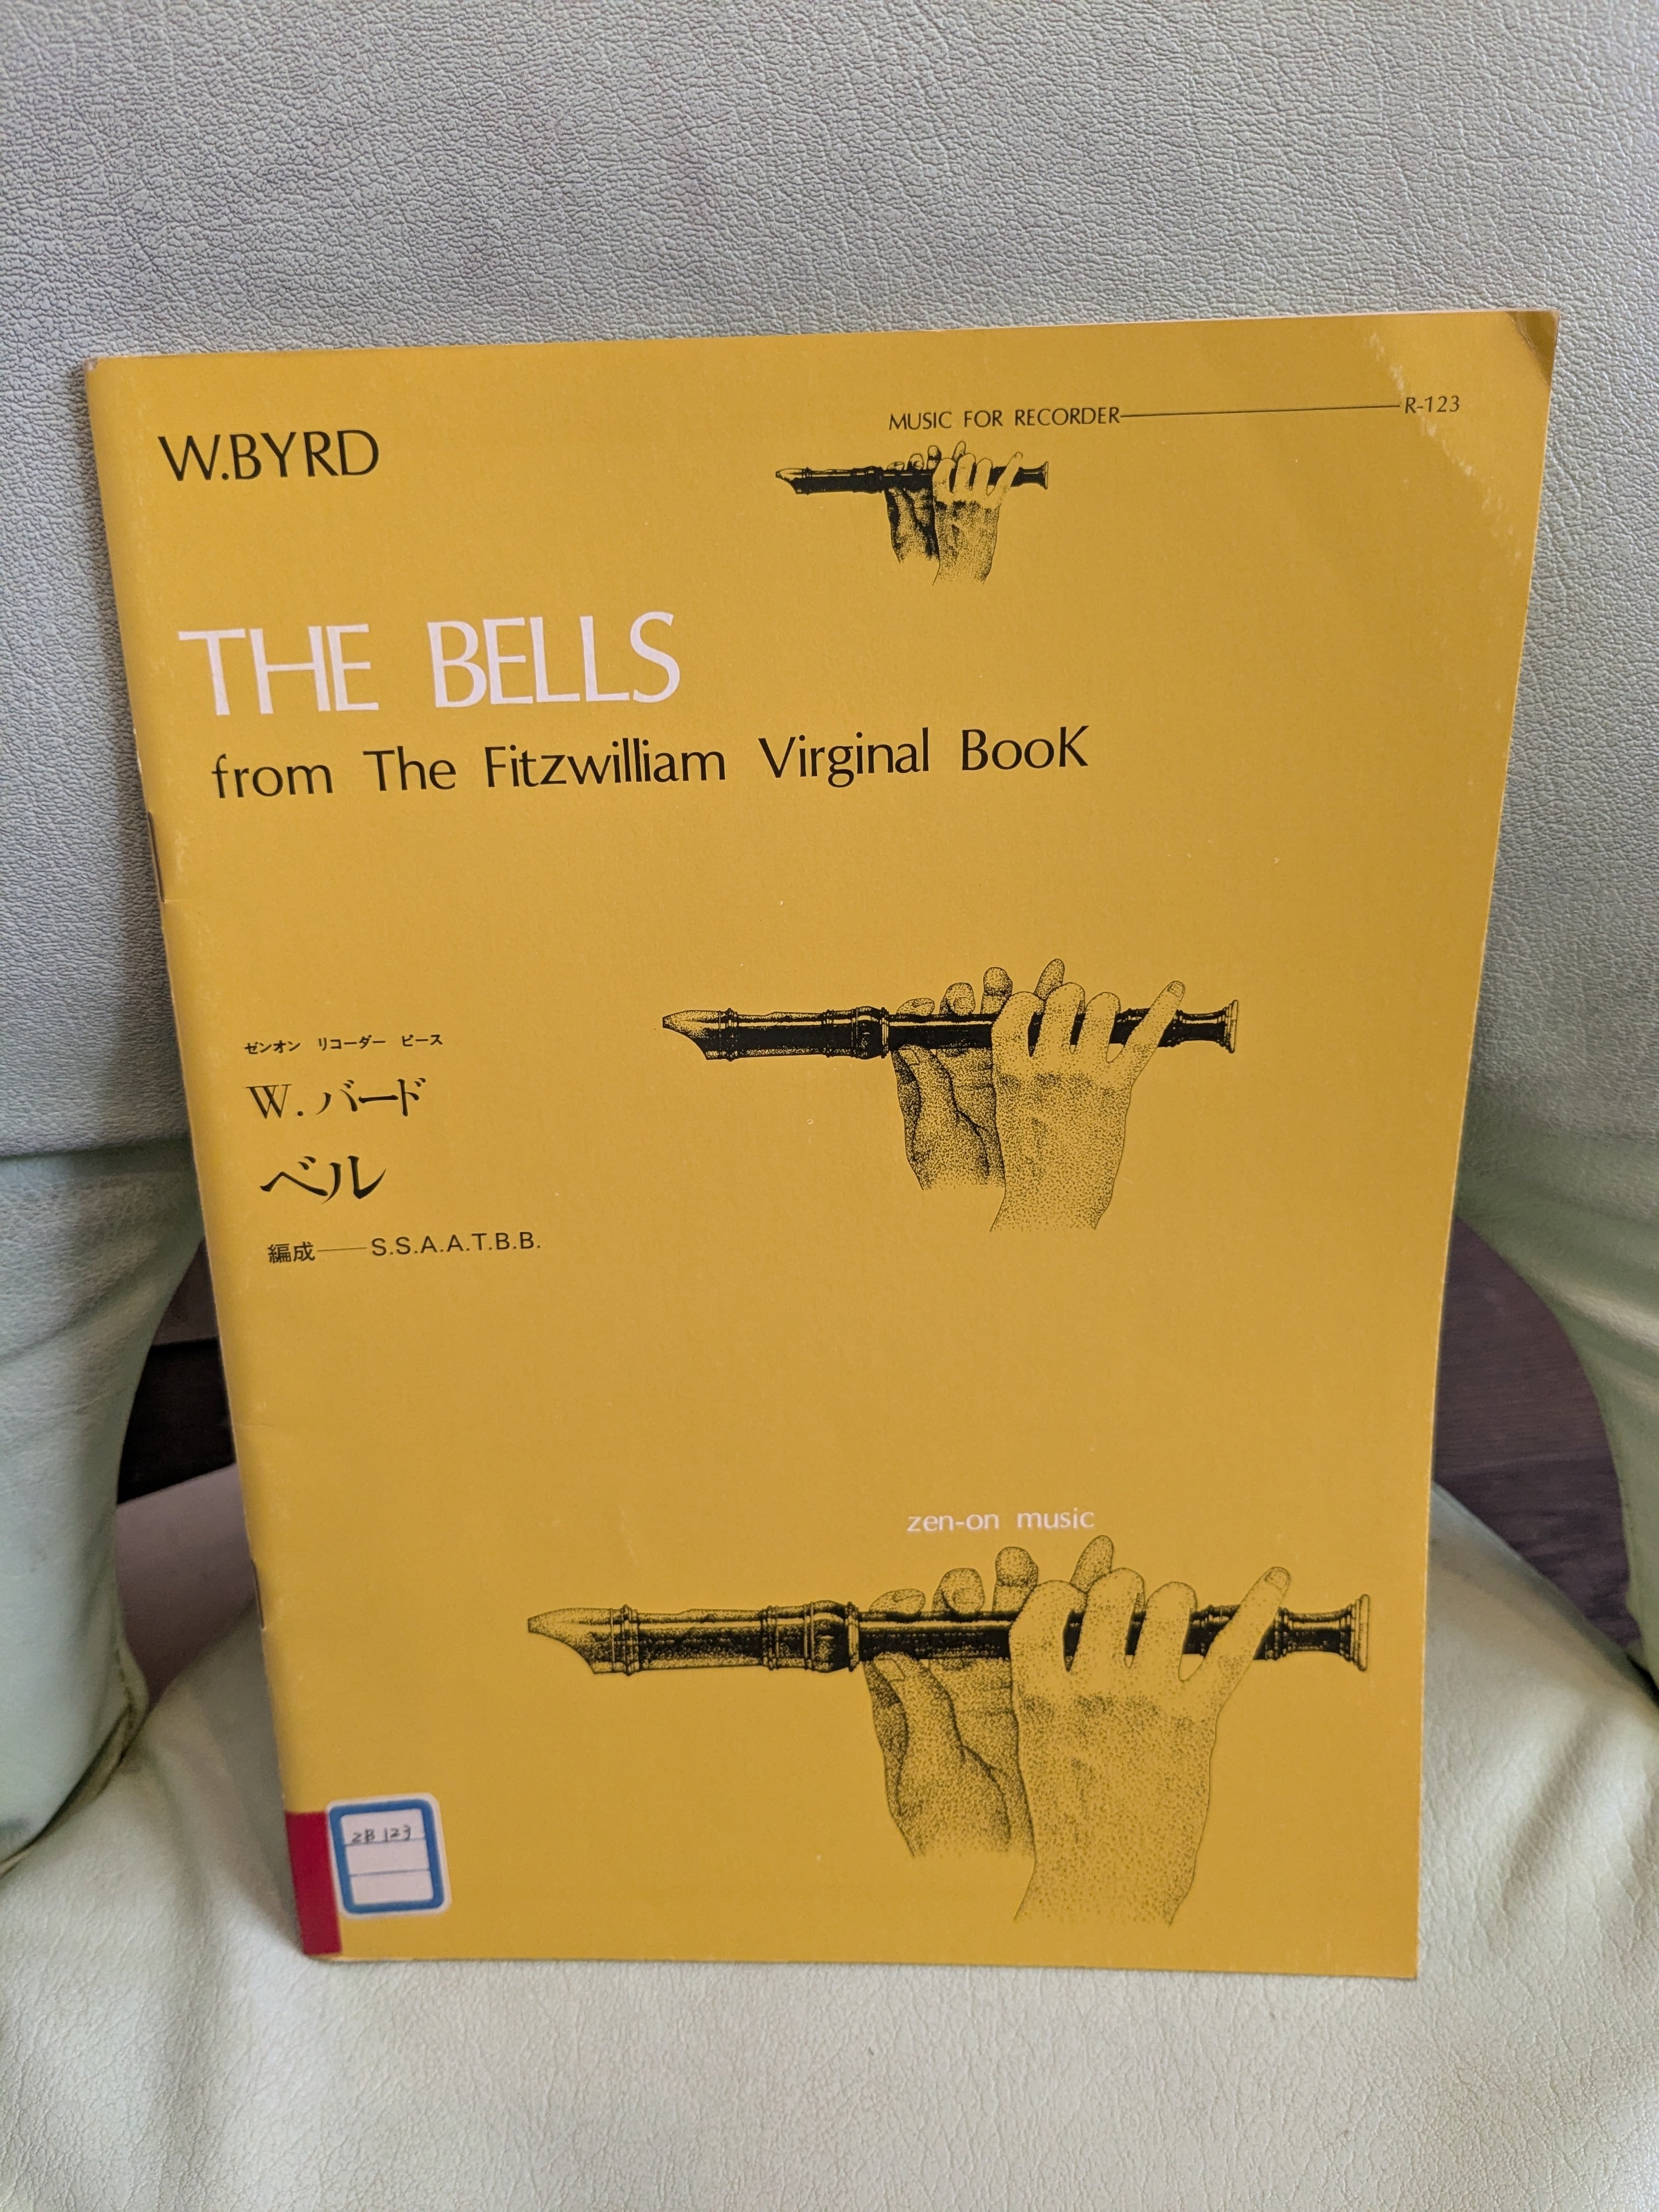 W.BYRD
MUSIC FOR RECORDER R-123
THE BELLS
from The Fitzwilliam Virginal BooK
ゼンオン リコーダー ピース
W. バード
ベル
編成――S.S.A.A.T.B.B.
zen-on music
ZB 123